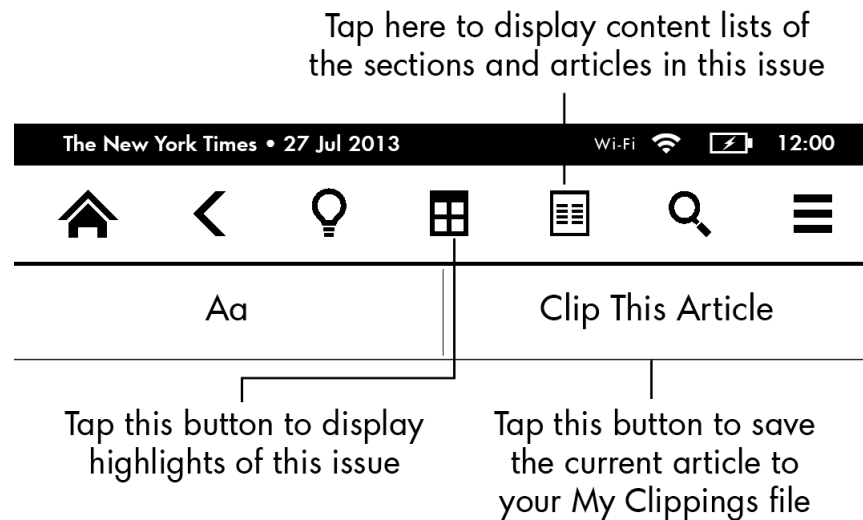 Tap here to display content lists of
the sections and articles in this issue
The New York Times • 27 Jul 2013 Wi-Fi 12:00
Aa Clip This Article
Tap this button to display
highlights of this issue
Tap this button to save
the current article to
your My Clippings file